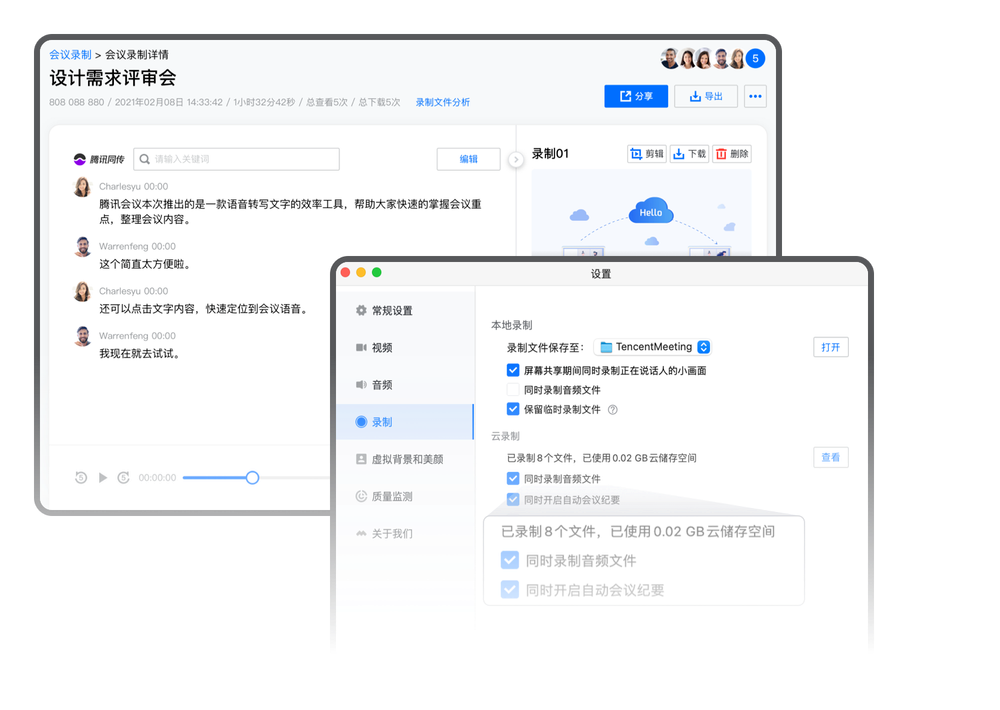 会议录制 > 会议录制详情
设计需求评审会
5
808 088 880 / 2021年02月08日 14:33:42 / 1小时32分42秒 / 总查看5次 / 总下载5次 录制文件分析
分享
导出
腾讯同传
请输入关键词
编辑
录制01
剪辑
下载
删除
Charlesyu 00:00
腾讯会议本次推出的是一款语音转写文字的效率工具，帮助大家快速的掌握会议重
点，整理会议内容。
Warrenfeng 00:00
这个简直太方便啦。
Charlesyu 00:00
还可以点击文字内容，快速定位到会议语音。
Warrenfeng 00:00
我现在就去试试。
Hello
5
5
00:00:00
设置
常规设置
视频
音频
录制
虚拟背景和美颜
质量监测
关于我们
本地录制
录制文件保存至：
TencentMeeting
打开
屏幕共享期间同时录制正在说话人的小画面
同时录制音频文件
保留临时录制文件
云录制
已录制8个文件，已使用0.02 GB云储存空间
查看
同时录制音频文件
同时开启自动会议纪要
已录制8个文件，已使用0.02 GB云储存空间
同时录制音频文件
同时开启自动会议纪要